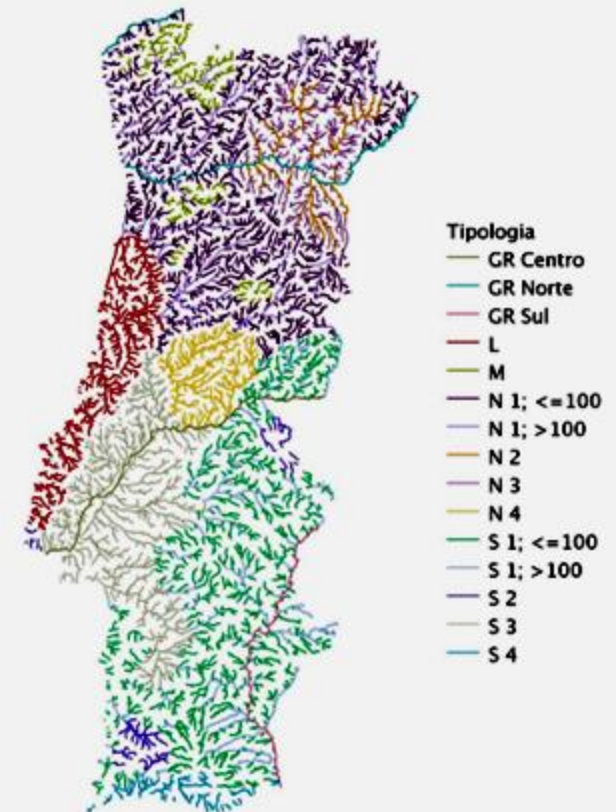 Tipologia
GR Centro
GR Norte
GR Sul
L
M
N 1; <=100
N 1; >100
N 2
N 3
N 4
S 1; <=100
S 1; >100
S 2
S 3
S 4